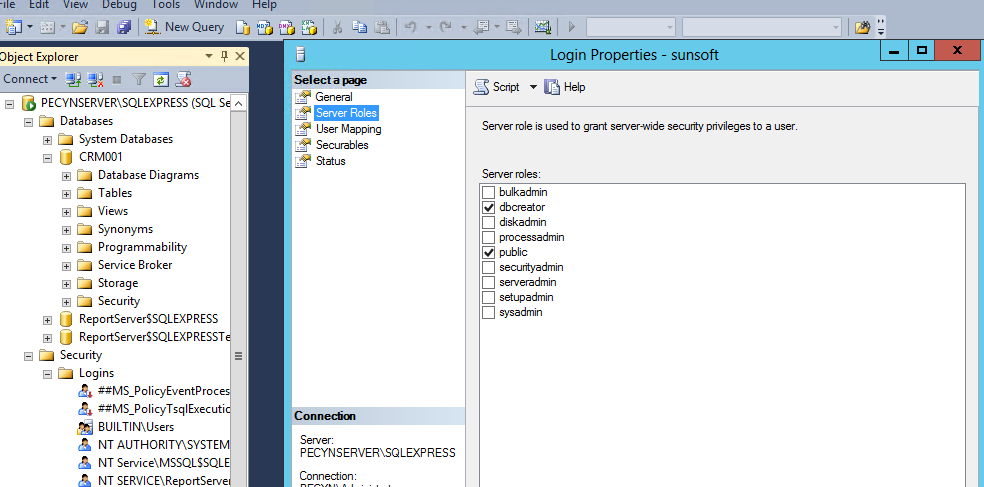 File Edit View Debug Tools Window Help
New Query
Object Explorer
Connect
PECYNSERVER\SQLEXPRESS (SQL Se
Databases
System Databases
CRM001
Database Diagrams
Tables
Views
Synonyms
Programmability
Service Broker
Storage
Security
ReportServer$SQLEXPRESS
ReportServer$SQLEXPRESSTe
Security
Logins
##MS_PolicyEventProces
##MS_PolicyTsqlExecutio
BUILTIN\Users
NT AUTHORITY\SYSTEM
NT Service\MSSQL$SQLE
NT SERVICE\ReportServer
Login Properties - sunsoft
Select a page
General
Server Roles
User Mapping
Securables
Status
Connection
Server:
PECYNSERVER\SQLEXPRESS
Connection:
Script Help
Server role is used to grant server-wide security privileges to a user.
Server roles:
bulkadmin
dbcreator
diskadmin
processadmin
public
securityadmin
serveradmin
setupadmin
sysadmin